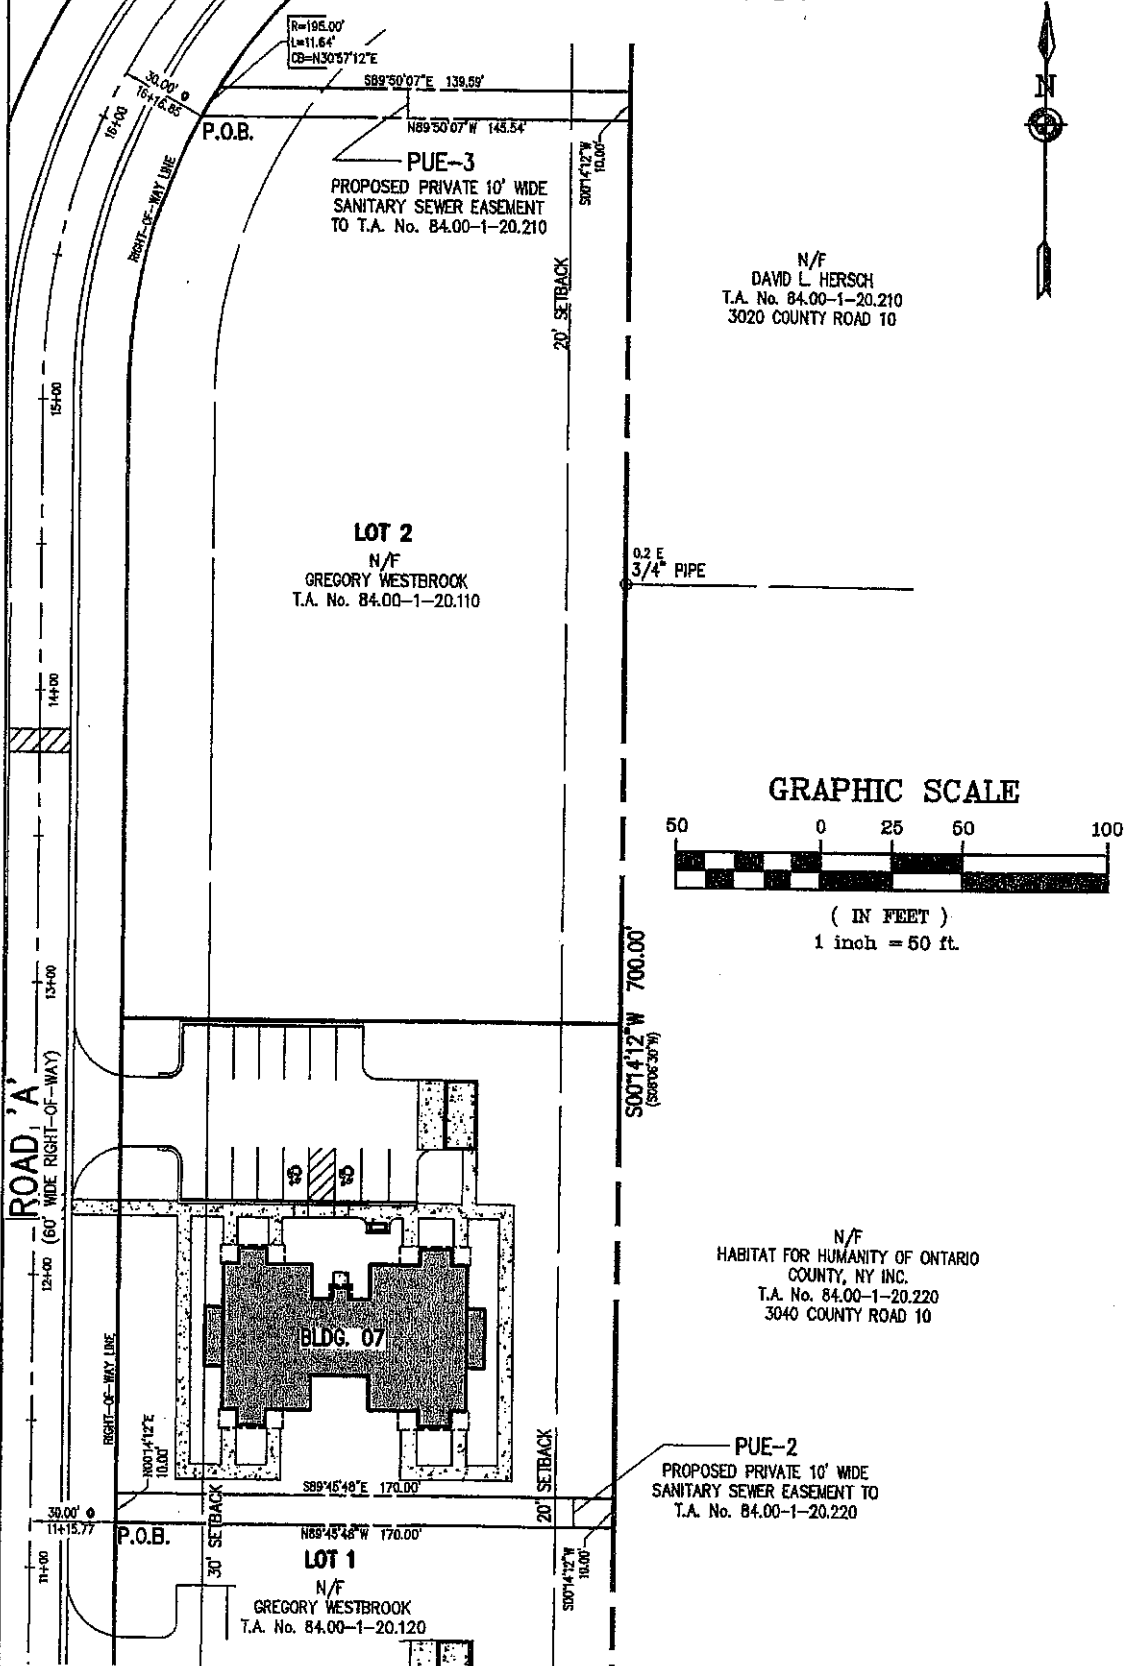 R=195.00'
L=11.64'
CB=N30°57'12"E
S89°50'07"E 139.59'
30.00' @
16+16.85
16+00
P.O.B.
N89°50'07"W 145.54'
S00°14'12"W
10.00'
N
PUE-3
PROPOSED PRIVATE 10' WIDE
SANITARY SEWER EASEMENT
TO T.A. No. 84.00-1-20.210
RIGHT-OF-WAY LINE
20' SETBACK
N/F
DAVID L. HERSCH
T.A. No. 84.00-1-20.210
3020 COUNTY ROAD 10
15+00
LOT 2
N/F
GREGORY WESTBROOK
T.A. No. 84.00-1-20.110
0.2 E
3/4" PIPE
14+00
GRAPHIC SCALE
50 0 25 50 100
( IN FEET )
1 inch = 50 ft.
S00°14'12"W 700.00'
(S08°06'30"W)
13+00
ROAD 'A'
(60' WIDE RIGHT-OF-WAY)
12+00
N/F
HABITAT FOR HUMANITY OF ONTARIO
COUNTY, NY INC.
T.A. No. 84.00-1-20.220
3040 COUNTY ROAD 10
BLDG. 07
RIGHT-OF-WAY LINE
N00°14'12"E
10.00'
20' SETBACK
PUE-2
PROPOSED PRIVATE 10' WIDE
SANITARY SEWER EASEMENT TO
T.A. No. 84.00-1-20.220
S89°45'48"E 170.00'
30' SETBACK
30.00' @
11+15.77
P.O.B.
N89°45'48"W 170.00'
S00°14'12"W
10.00'
11+00
LOT 1
N/F
GREGORY WESTBROOK
T.A. No. 84.00-1-20.120